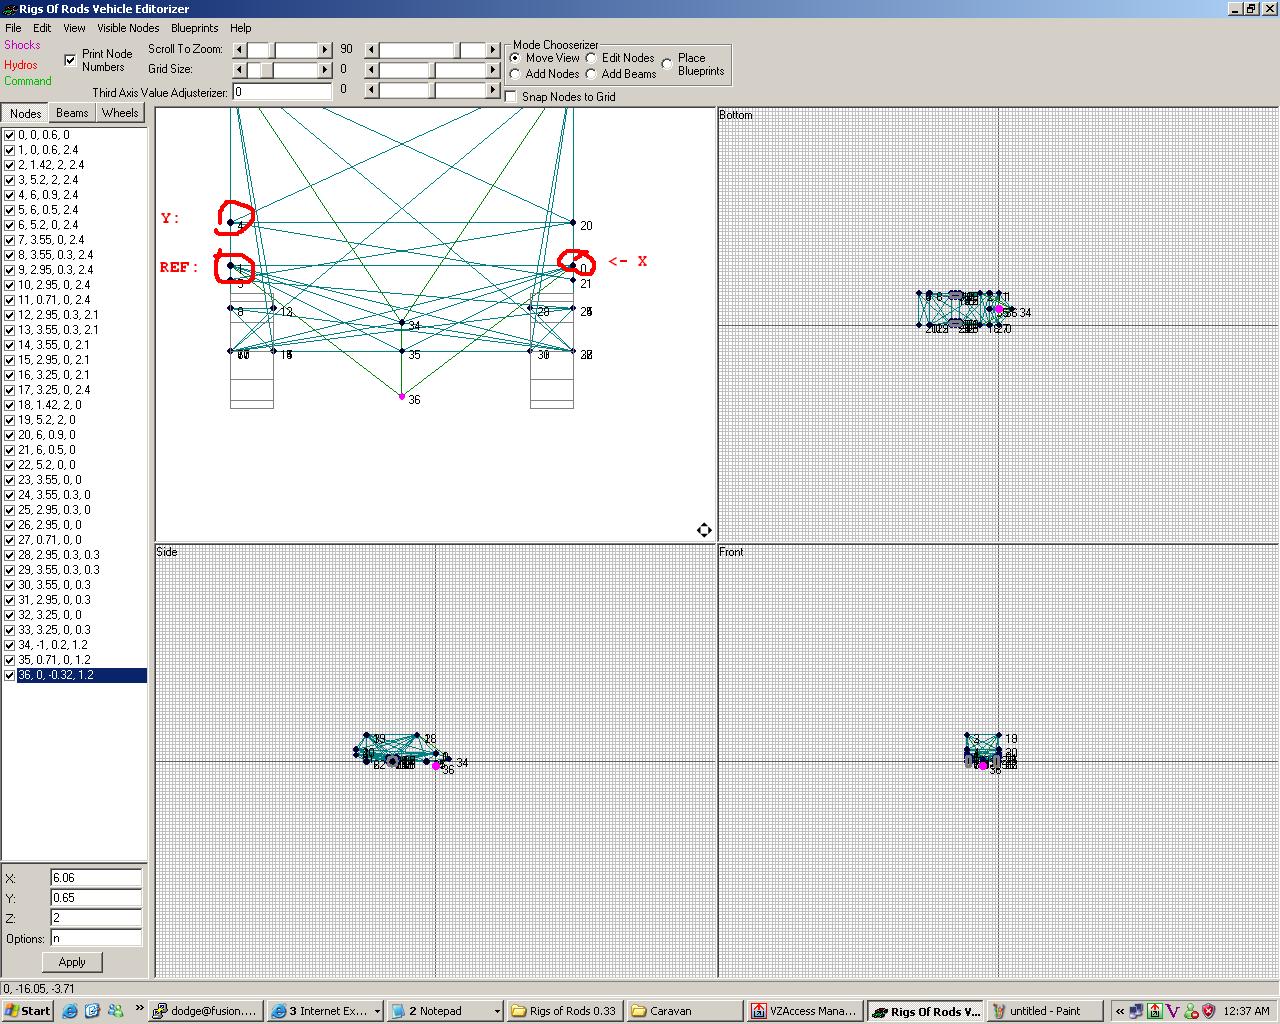 Rigs Of Rods Vehicle Editorizer
File Edit View Visible Nodes Blueprints Help
Shocks
Hydros
Command
Print Node
Numbers
Scroll To Zoom:
90
Grid Size:
0
Third Axis Value Adjusterizer:
0
0
Mode Chooserizer
Move View
Edit Nodes
Add Nodes
Add Beams
Place
Blueprints
Snap Nodes to Grid
Nodes Beams Wheels
0, 0, 0.6, 0
1, 0, 0.6, 2.4
2, 1.42, 2, 2.4
3, 5.2, 2, 2.4
4, 6, 0.9, 2.4
5, 6, 0.5, 2.4
6, 5.2, 0, 2.4
7, 3.55, 0, 2.4
8, 3.55, 0.3, 2.4
9, 2.95, 0.3, 2.4
10, 2.95, 0, 2.4
11, 0.71, 0, 2.4
12, 2.95, 0.3, 2.1
13, 3.55, 0.3, 2.1
14, 3.55, 0, 2.1
15, 2.95, 0, 2.1
16, 3.25, 0, 2.1
17, 3.25, 0, 2.4
18, 1.42, 2, 0
19, 5.2, 2, 0
20, 6, 0.9, 0
21, 6, 0.5, 0
22, 5.2, 0, 0
23, 3.55, 0, 0
24, 3.55, 0.3, 0
25, 2.95, 0.3, 0
26, 2.95, 0, 0
27, 0.71, 0, 0
28, 2.95, 0.3, 0.3
29, 3.55, 0.3, 0.3
30, 3.55, 0, 0.3
31, 2.95, 0, 0.3
32, 3.25, 0, 0
33, 3.25, 0, 0.3
34, -1, 0.2, 1.2
35, 0.71, 0, 1.2
36, 0, -0.32, 1.2
X: 6.06
Y: 0.65
Z: 2
Options: n
Apply
Y:
REF:
<- X
20
21
34
35
36
Bottom
34
Side
34
36
Front
0, -16.05, -3.71
Start
dodge@fusion....
3 Internet Ex...
2 Notepad
Rigs of Rods 0.33
Caravan
VZAccess Mana...
Rigs Of Rods V...
untitled - Paint
12:37 AM